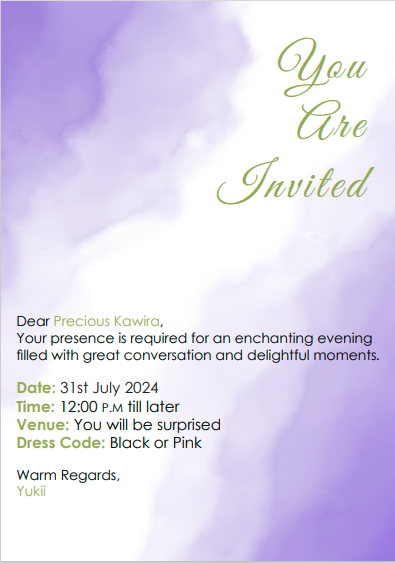 You
Are
Invited
Dear Precious Kawira,
Your presence is required for an enchanting evening
filled with great conversation and delightful moments.
Date: 31st July 2024
Time: 12:00 P.M till later
Venue: You will be surprised
Dress Code: Black or Pink
Warm Regards,
Yukii